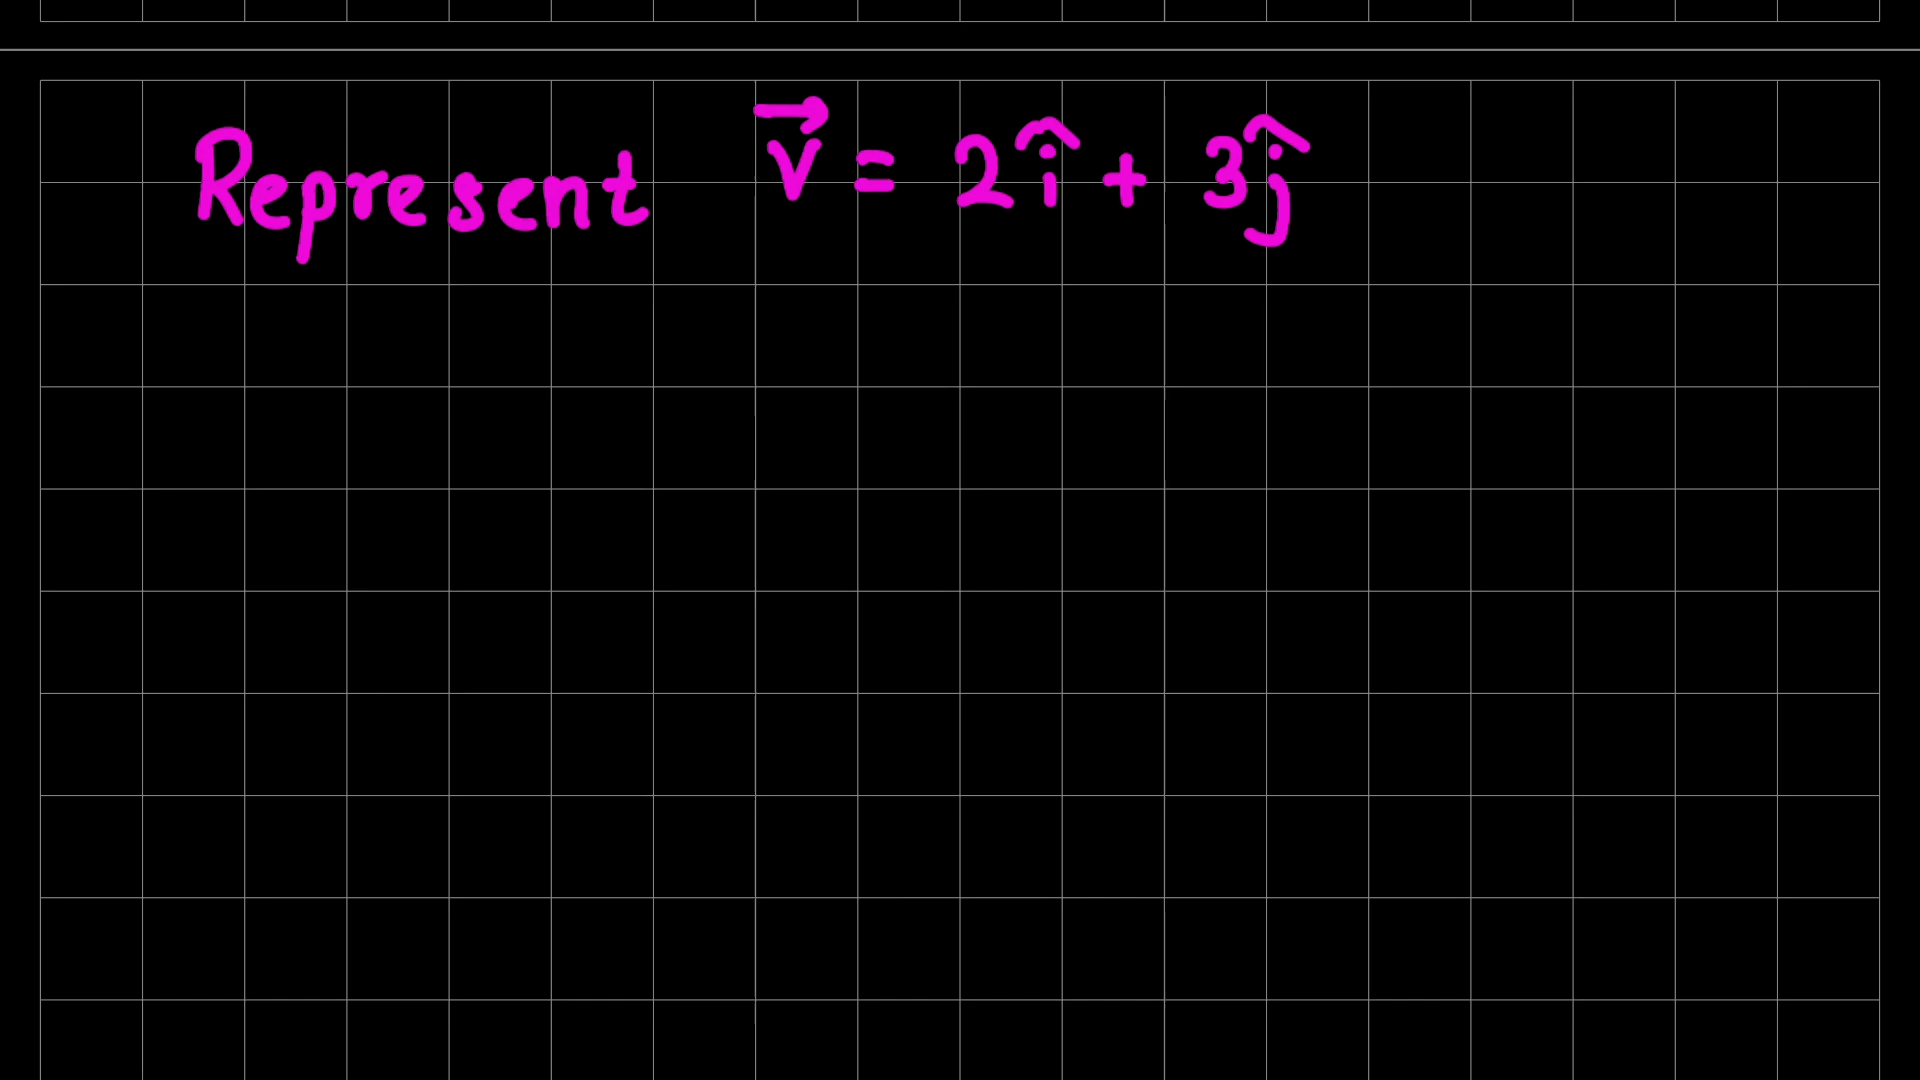 Represent v⃗ = 2î + 3ĵ